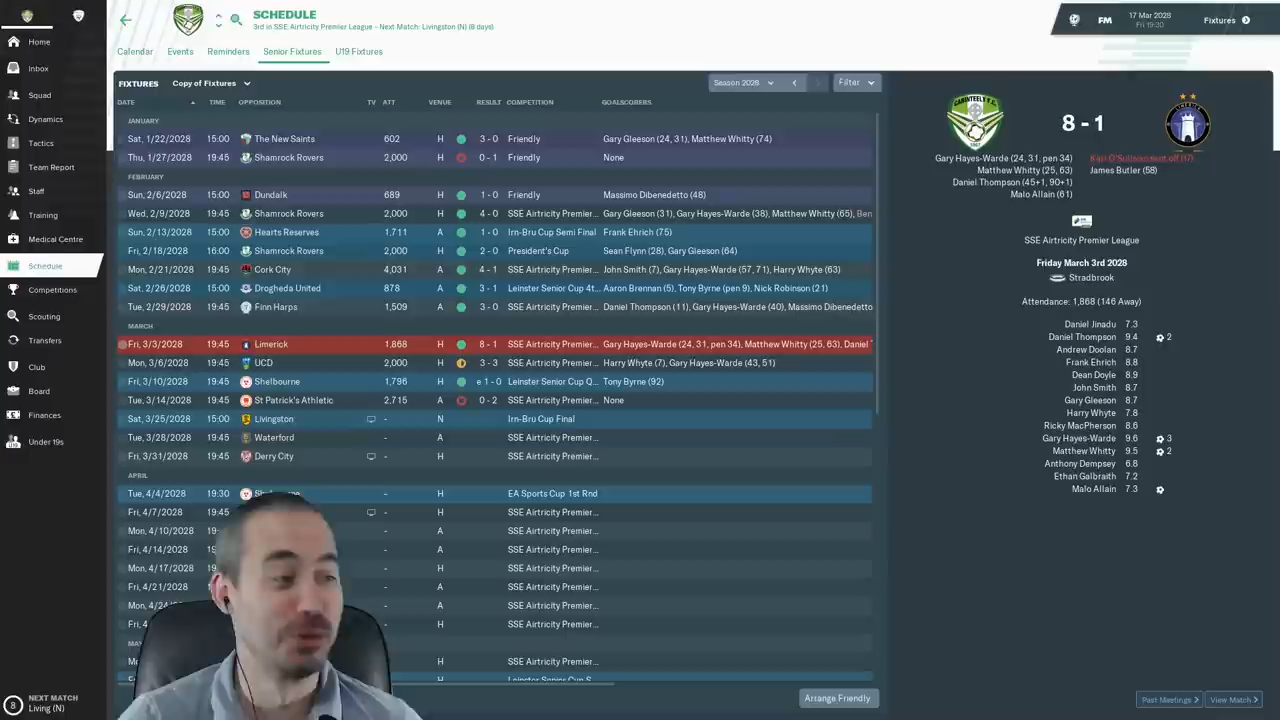 SCHEDULE
3rd in SSE Airtricity Premier League - Next Match: Livingston (N) (8 days)
FM
17 Mar 2028
Fri 19:30
Fixtures
Home
Inbox
Squad
Dynamics
Tactics
Team Report
Staff
Training
Medical Centre
Schedule
Competitions
Scouting
Transfers
Club
Board
Finances
Under 19s
8 NEXT MATCH
Living (N)
Calendar Events Reminders Senior Fixtures U19 Fixtures
FIXTURES Copy of Fixtures Season 2028 Filter
DATE TIME OPPOSITION TV ATT VENUE RESULT COMPETITION GOALSCORERS
JANUARY
Sat, 1/22/2028 15:00 The New Saints 602 H 3 - 0 Friendly Gary Gleeson (24, 31), Matthew Whitty (74)
Thu, 1/27/2028 19:45 Shamrock Rovers 2,000 H 0 - 1 Friendly None
FEBRUARY
Sun, 2/6/2028 19:45 Dundalk 689 H 1 - 0 Friendly Massimo Dibenedetto (48)
Wed, 2/9/2028 19:45 Shamrock Rovers 2,000 H 4 - 0 SSE Airtricity Premier... Gary Gleeson (31), Gary Hayes-Warde (38), Matthew Whitty (65), Ben
Sun, 2/13/2028 15:00 Hearts Reserves 1,711 A 1 - 0 Irn-Bru Cup Semi Final Frank Ehrich (75)
Fri, 2/18/2028 16:00 Shamrock Rovers 2,000 H 2 - 0 President's Cup Sean Flynn (28), Gary Gleeson (64)
Mon, 2/21/2028 19:45 Cork City 4,031 A 4 - 1 SSE Airtricity Premier... John Smith (7), Gary Hayes-Warde (57, 71), Harry Whyte (63)
Sat, 2/26/2028 15:00 Drogheda United 878 A 3 - 1 Leinster Senior Cup 4t... Aaron Brennan (5), Tony Byrne (pen 9), Nick Robinson (21)
Tue, 2/29/2028 19:45 Finn Harps 1,509 A 3 - 0 SSE Airtricity Premier... Daniel Thompson (11), Gary Hayes-Warde (40), Massimo Dibenedetto
MARCH
Fri, 3/3/2028 19:45 Limerick 1,868 H 8 - 1 SSE Airtricity Premier... Gary Hayes-Warde (24, 31, pen 34), Matthew Whitty (25, 63), Daniel T
Mon, 3/6/2028 19:45 UCD 2,000 H 3 - 3 SSE Airtricity Premier... Harry Whyte (7), Gary Hayes-Warde (43, 51)
Fri, 3/10/2028 19:45 Shelbourne 1,796 H e 1 - 0 Leinster Senior Cup Q... Tony Byrne (92)
Tue, 3/14/2028 19:45 St Patrick's Athletic 2,715 A 0 - 2 SSE Airtricity Premier... None
Sat, 3/25/2028 15:00 Livingston - N Irn-Bru Cup Final
Tue, 3/28/2028 19:45 Waterford - A SSE Airtricity Premier...
Fri, 3/31/2028 19:45 Derry City - H SSE Airtricity Premier...
APRIL
Tue, 4/4/2028 19:30 - H EA Sports Cup 1st Rnd
Fri, 4/7/2028 19:45 - H SSE Airtricity Premier...
Mon, 4/10/2028 19 - A SSE Airtricity Premier...
Fri, 4/14/2028 19 - A SSE Airtricity Premier...
Mon, 4/17/2028 - H SSE Airtricity Premier...
Fri, 4/21/2028 - A SSE Airtricity Premier...
Mon, 4/24 - A SSE Airtricity Premier...
Fri, 4 - H SSE Airtricity Premier...
H SSE Airtricity Premier...
Arrange Friendly
8 - 1
Gary Hayes-Warde (24, 31, pen 34)
Matthew Whitty (25, 63)
James Butler (58)
Daniel Thompson (45+1, 90+1)
Malo Allain (61)
SSE Airtricity Premier League
Friday March 3rd 2028
Stradbrook
Attendance: 1,868 (146 Away)
Daniel Jinadu 7.3
Daniel Thompson 9.4 2
Andrew Doolan 8.7
Frank Ehrich 8.8
Dean Doyle 8.9
John Smith 8.7
Gary Gleeson 8.7
Harry Whyte 7.8
Ricky MacPherson 8.6
Gary Hayes-Warde 9.6 3
Matthew Whitty 9.5 2
Anthony Dempsey 6.8
Ethan Galbraith 7.2
Malo Allain 7.3
Past Meetings View Match